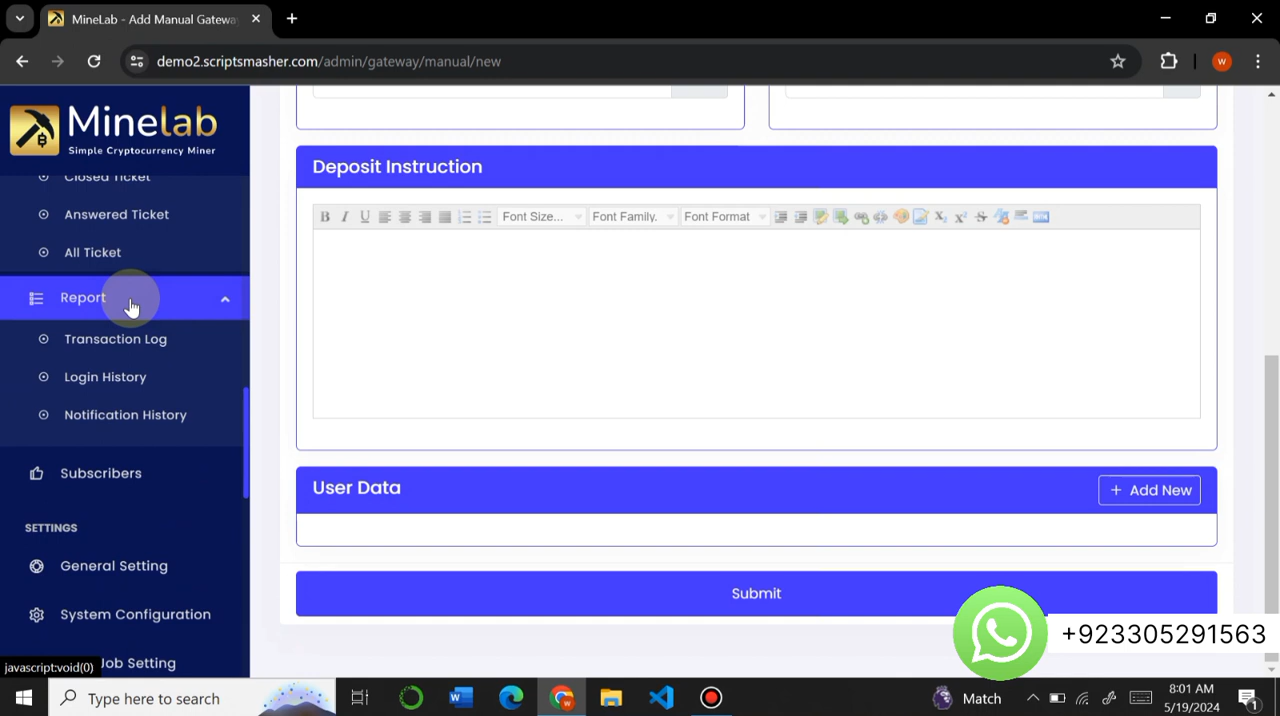 MineLab - Add Manual Gateway
demo2.scriptsmasher.com/admin/gateway/manual/new
W
Minelab
Simple Cryptocurrency Miner
Closed Ticket
Answered Ticket
All Ticket
Report
Transaction Log
Login History
Notification History
Subscribers
SETTINGS
General Setting
System Configuration
Job Setting
javascript:void(0)
Deposit Instruction
B I U Font Size... Font Family. Font Format
User Data
+ Add New
Submit
+923305291563
Type here to search
Match
8:01 AM
5/19/2024
1